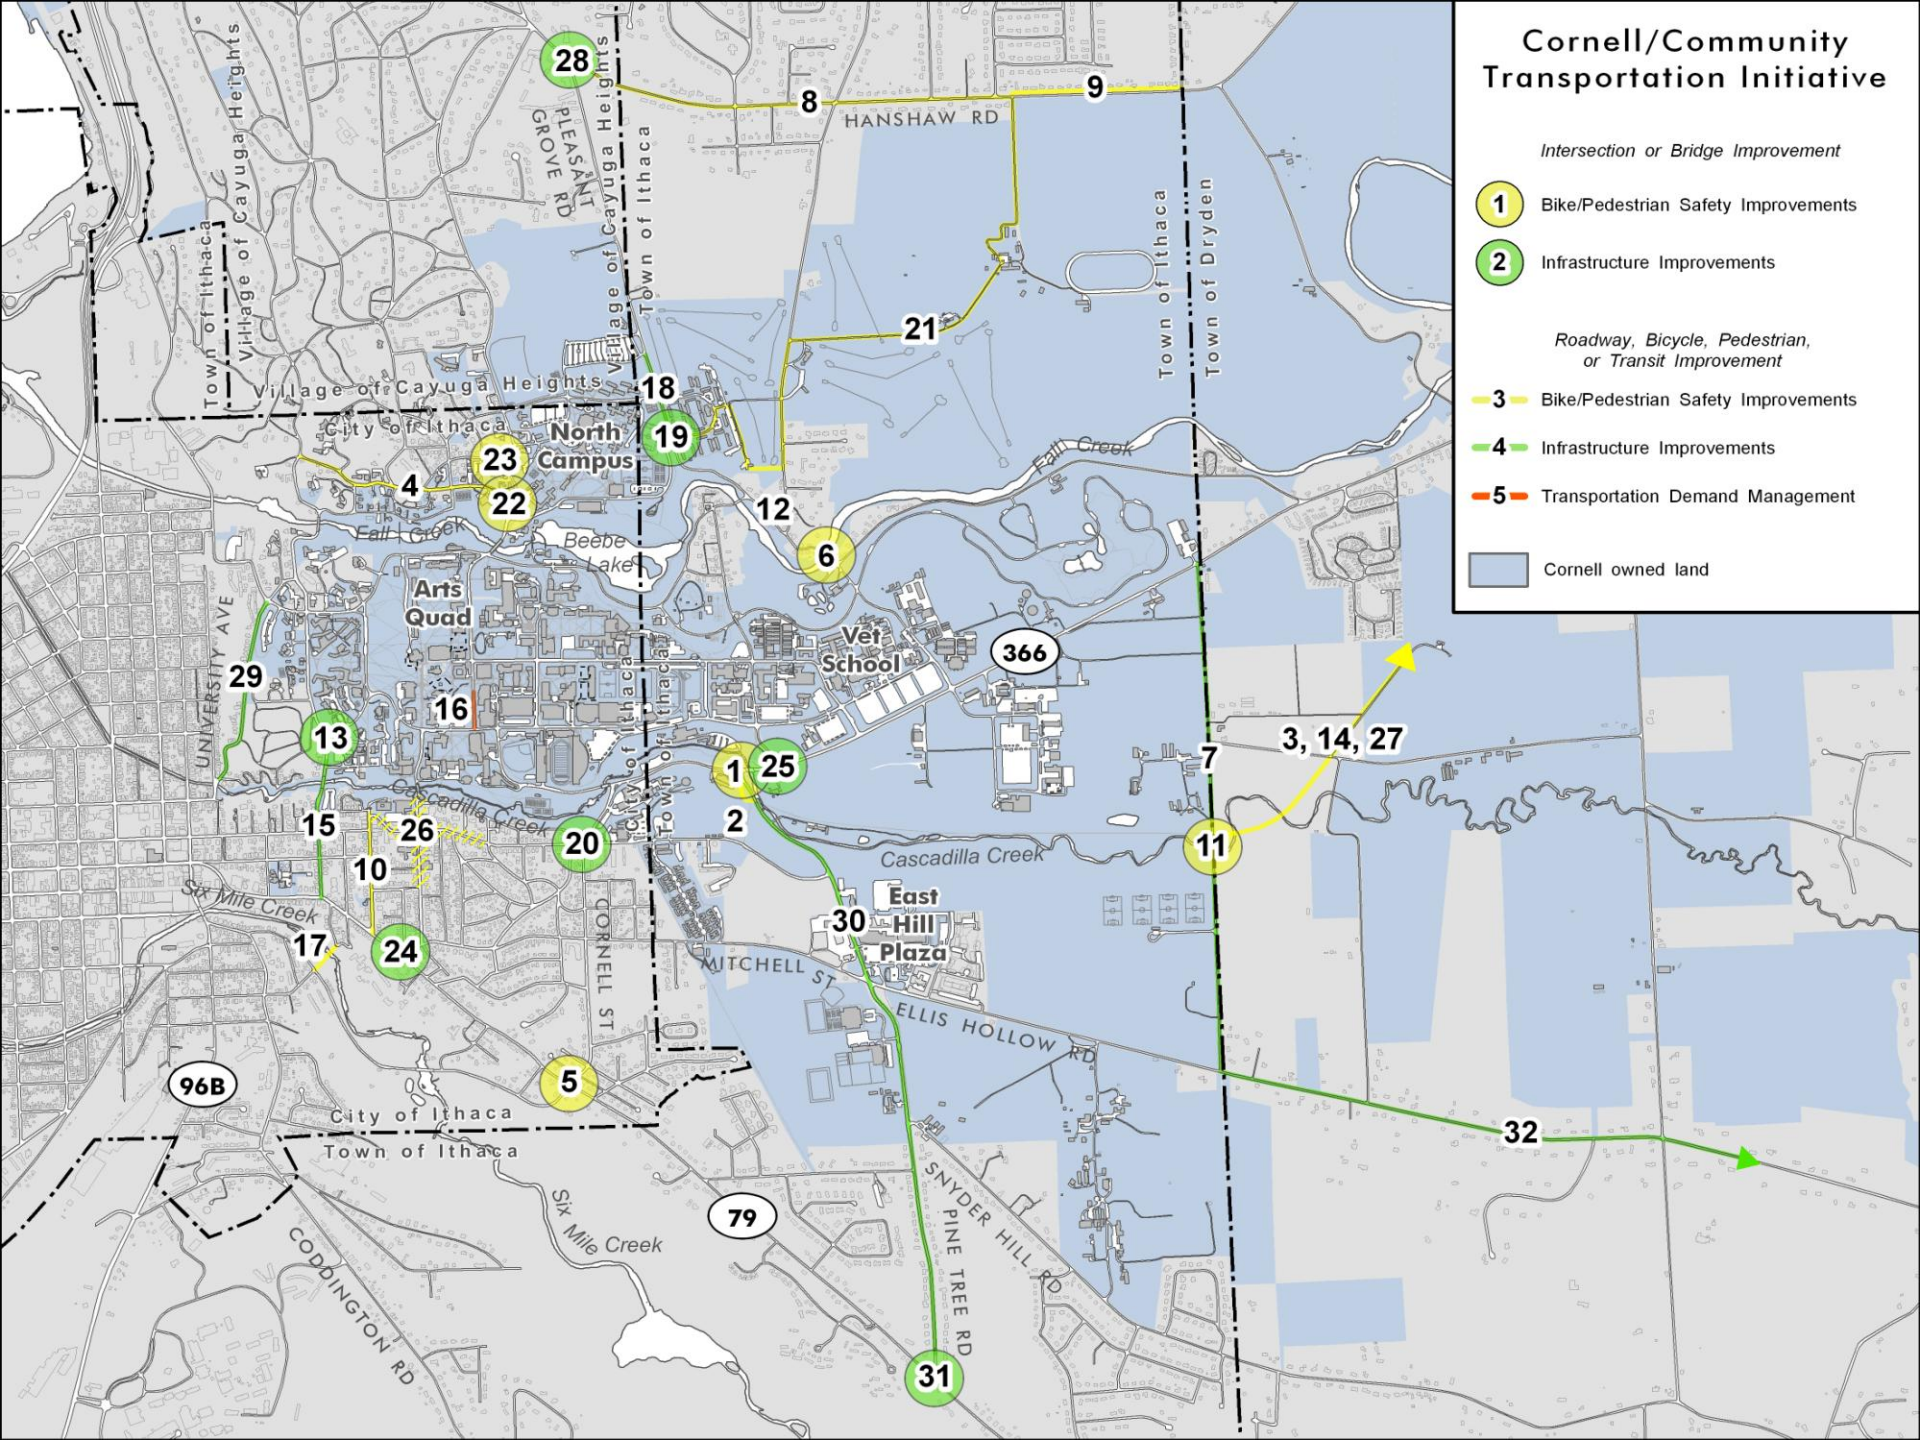 Cornell/Community
Transportation Initiative
Intersection or Bridge Improvement
1 Bike/Pedestrian Safety Improvements
2 Infrastructure Improvements
Roadway, Bicycle, Pedestrian,
or Transit Improvement
3 Bike/Pedestrian Safety Improvements
4 Infrastructure Improvements
5 Transportation Demand Management
Cornell owned land
28
8
9
HANSHAW RD
PLEASANT
GROVE RD
Village of Cayuga Heights
Town of Ithaca
Town of Ithaca
Village of Cayuga Heights
Town of Ithaca
Town of Dryden
21
18
Village of Cayuga Heights
City of Ithaca
19
North
Campus
23
4
22
Fall Creek
Fall Creek
Beebe
Lake
12
6
Arts
Quad
UNIVERSITY AVE
29
Vet
School
366
16
13
City of Ithaca
Town of Ithaca
1
25
2
7
3, 14, 27
Cascadilla Creek
15
26
20
10
11
Cascadilla Creek
Six Mile Creek
17
24
CORNELL ST
East
Hill
Plaza
30
MITCHELL ST
ELLIS HOLLOW RD
96B
5
City of Ithaca
Town of Ithaca
32
Six Mile Creek
79
SNYDER HILL RD
PINE TREE RD
CODDINGTON RD
31